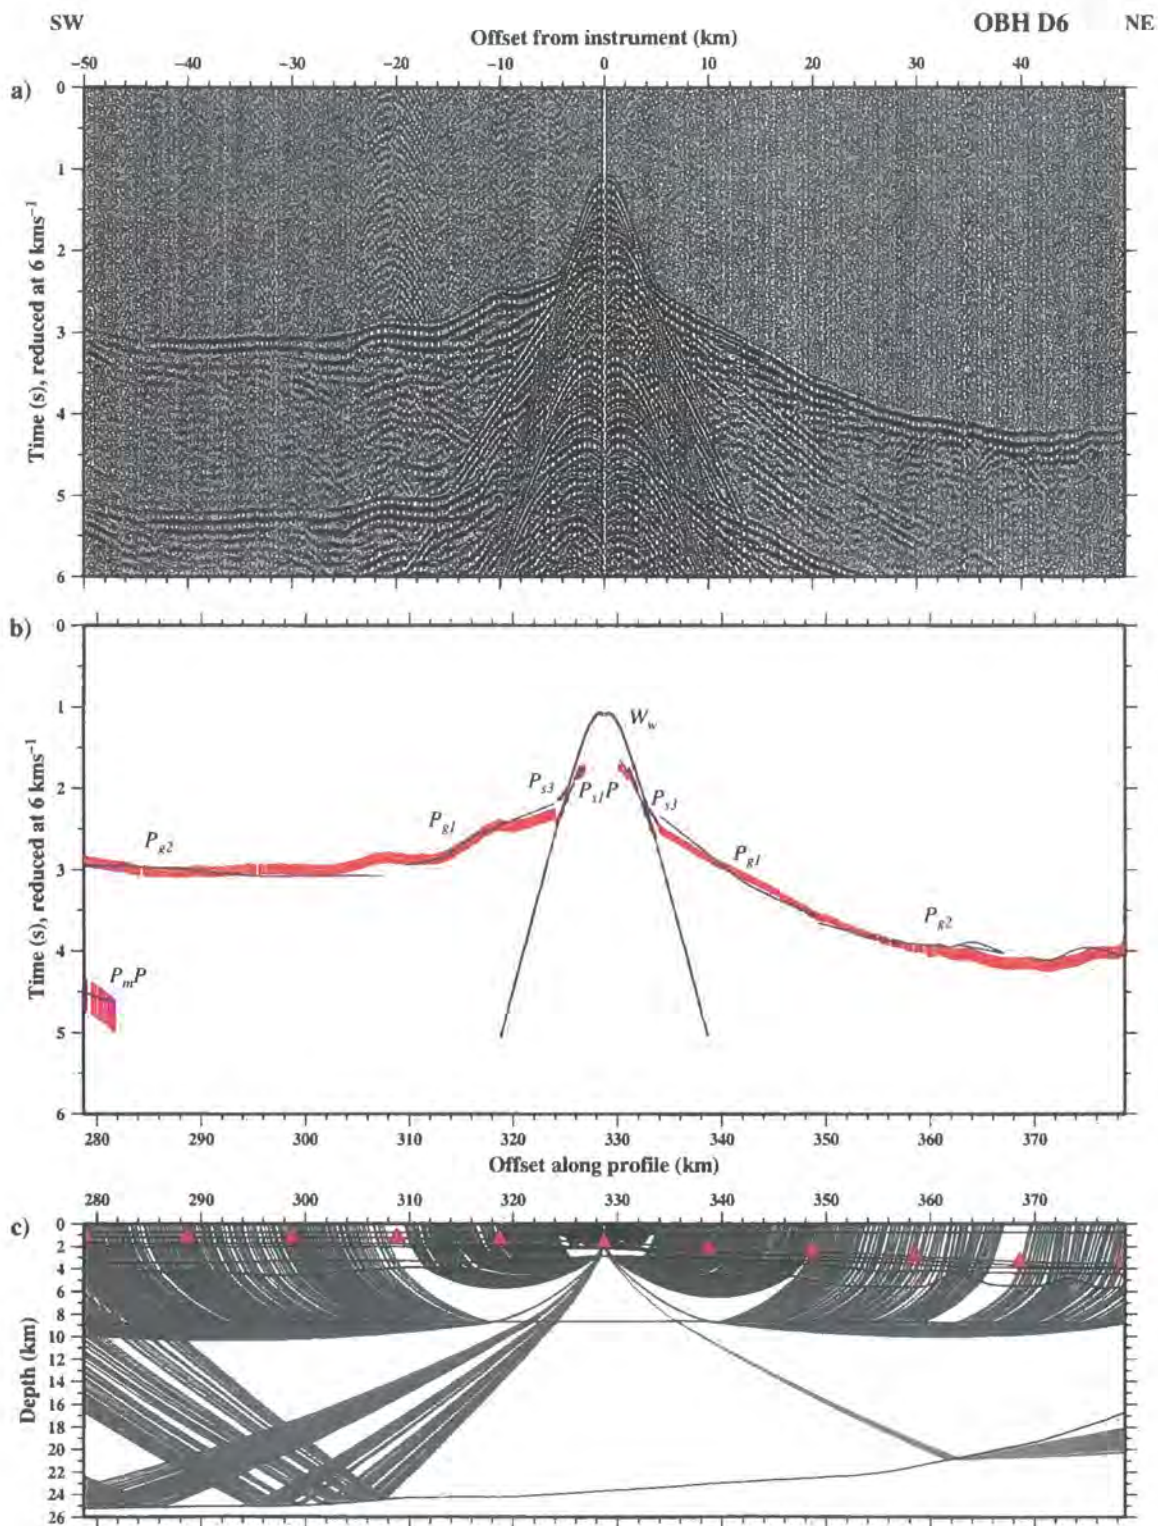 SW OBH D6 NE
Offset from instrument (km)
−50 −40 −30 −20 −10 0 10 20 30 40
a)
0
1
2
3
4
5
6
Time (s), reduced at 6 kms⁻¹
b)
0
1
2
3
4
5
6
Time (s), reduced at 6 kms⁻¹
W_w
P_s3 P_s1P P_s3
P_g1 P_g1
P_g2 P_g2
P_mP
280 290 300 310 320 330 340 350 360 370
Offset along profile (km)
280 290 300 310 320 330 340 350 360 370
c)
0
2
4
6
8
10
12
14
16
18
20
22
24
26
Depth (km)